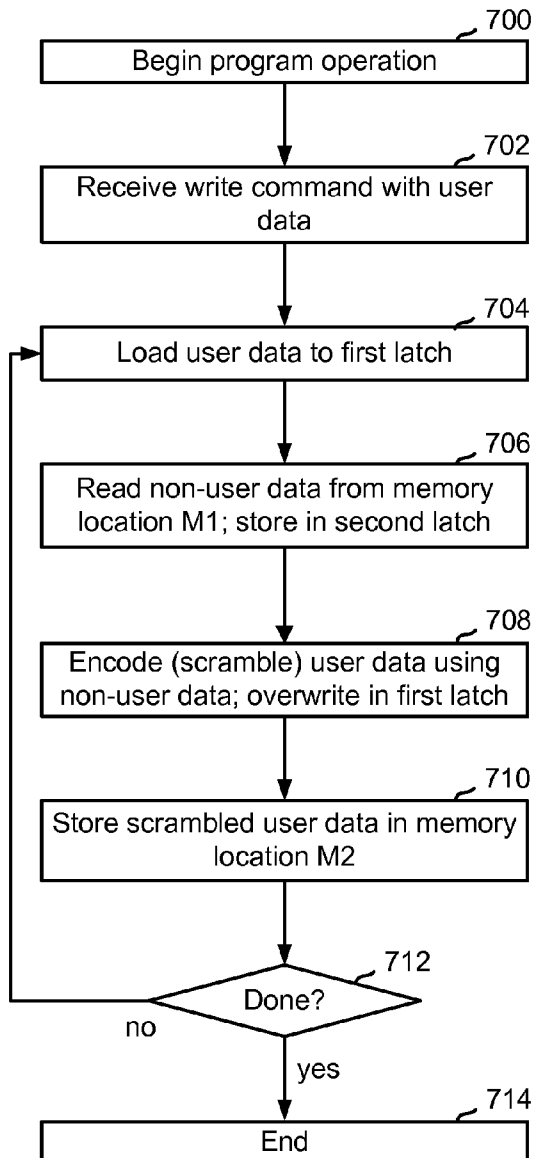 700
Begin program operation
702
Receive write command with user
data
704
Load user data to first latch
706
Read non-user data from memory
location M1; store in second latch
708
Encode (scramble) user data using
non-user data; overwrite in first latch
710
Store scrambled user data in memory
location M2
712
Done?
no
yes
714
End